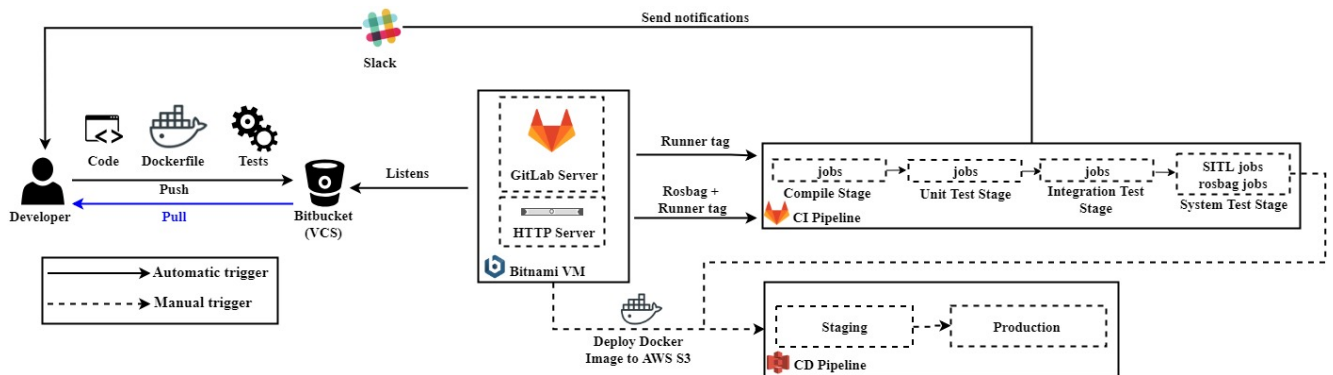 Send notifications
Slack
Code
Dockerfile
Tests
Push
Pull
Developer
Bitbucket
(VCS)
Listens
GitLab Server
HTTP Server
Bitnami VM
Runner tag
Rosbag +
Runner tag
jobs
Compile Stage
jobs
Unit Test Stage
jobs
Integration Test
Stage
SITL jobs
rosbag jobs
System Test Stage
CI Pipeline
Automatic trigger
Manual trigger
Deploy Docker
Image to AWS S3
Staging
Production
CD Pipeline